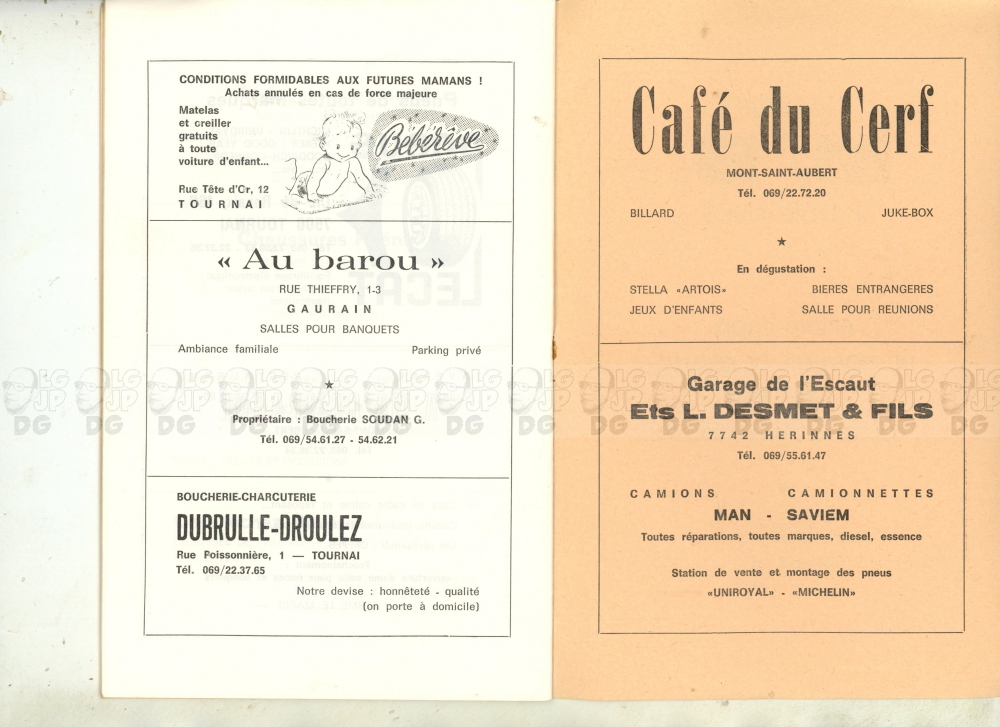 CONDITIONS FORMIDABLES AUX FUTURES MAMANS !
Achats annulés en cas de force majeure
Matelas
et oreiller
gratuits
à toute
voiture d'enfant...
Bébérêve
Rue Tête d'Or, 12
TOURNAI
« Au barou »
RUE THIEFFRY, 1-3
GAURAIN
SALLES POUR BANQUETS
Ambiance familiale Parking privé
Propriétaire : Boucherie SOUDAN G.
Tél. 069/54.61.27 - 54.62.21
BOUCHERIE-CHARCUTERIE
DUBRULLE-DROULEZ
Rue Poissonnière, 1 — TOURNAI
Tél. 069/22.37.65
Notre devise : honnêteté - qualité
(on porte à domicile)
Café du Cerf
MONT-SAINT-AUBERT
Tél. 069/22.72.20
BILLARD JUKE-BOX
En dégustation :
STELLA «ARTOIS» BIERES ENTRANGERES
JEUX D'ENFANTS SALLE POUR REUNIONS
Garage de l'Escaut
Ets L. DESMET & FILS
7742 HERINNES
Tél. 069/55.61.47
CAMIONS CAMIONNETTES
MAN - SAVIEM
Toutes réparations, toutes marques, diesel, essence
Station de vente et montage des pneus
«UNIROYAL» - «MICHELIN»